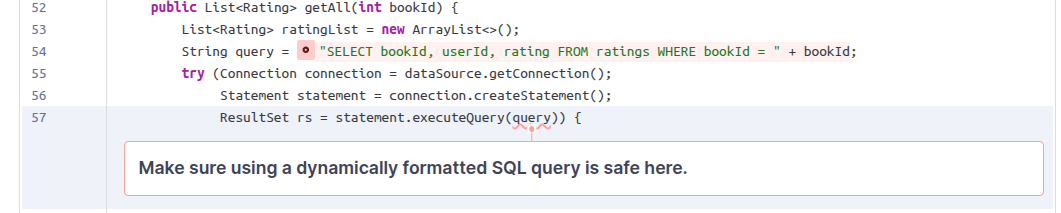 52 public List<Rating> getAll(int bookId) {
53 List<Rating> ratingList = new ArrayList<>();
54 String query = "SELECT bookId, userId, rating FROM ratings WHERE bookId = " + bookId;
55 try (Connection connection = dataSource.getConnection();
56 Statement statement = connection.createStatement();
57 ResultSet rs = statement.executeQuery(query)) {
Make sure using a dynamically formatted SQL query is safe here.